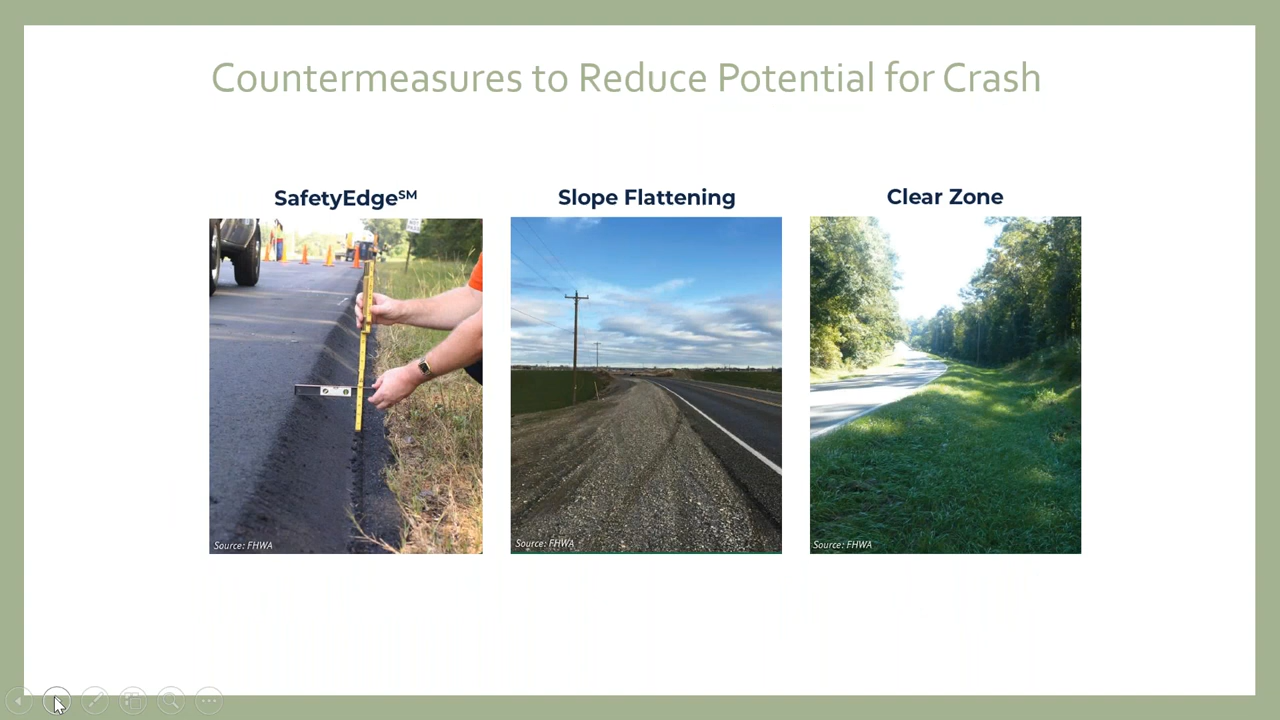 Countermeasures to Reduce Potential for Crash
SafetyEdge℠
Slope Flattening
Clear Zone
Source: FHWA
Source: FHWA
Source: FHWA